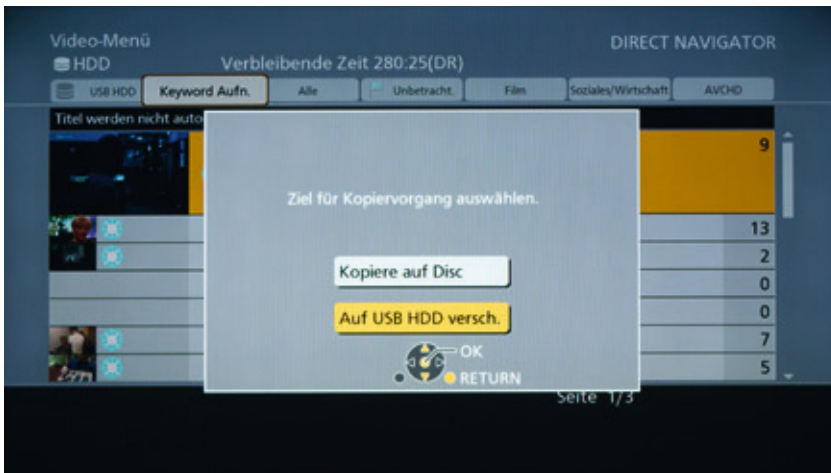 Video-Menü
DIRECT NAVIGATOR
HDD
Verbleibende Zeit 280:25(DR)
USB HDD
Keyword Aufn.
Alle
Unbetracht.
Film
Soziales/Wirtschaft
AVCHD
Titel werden nicht auto
9
Ziel für Kopiervorgang auswählen.
13
2
Kopiere auf Disc
0
Auf USB HDD versch.
0
7
OK
5
RETURN
Seite 1/3